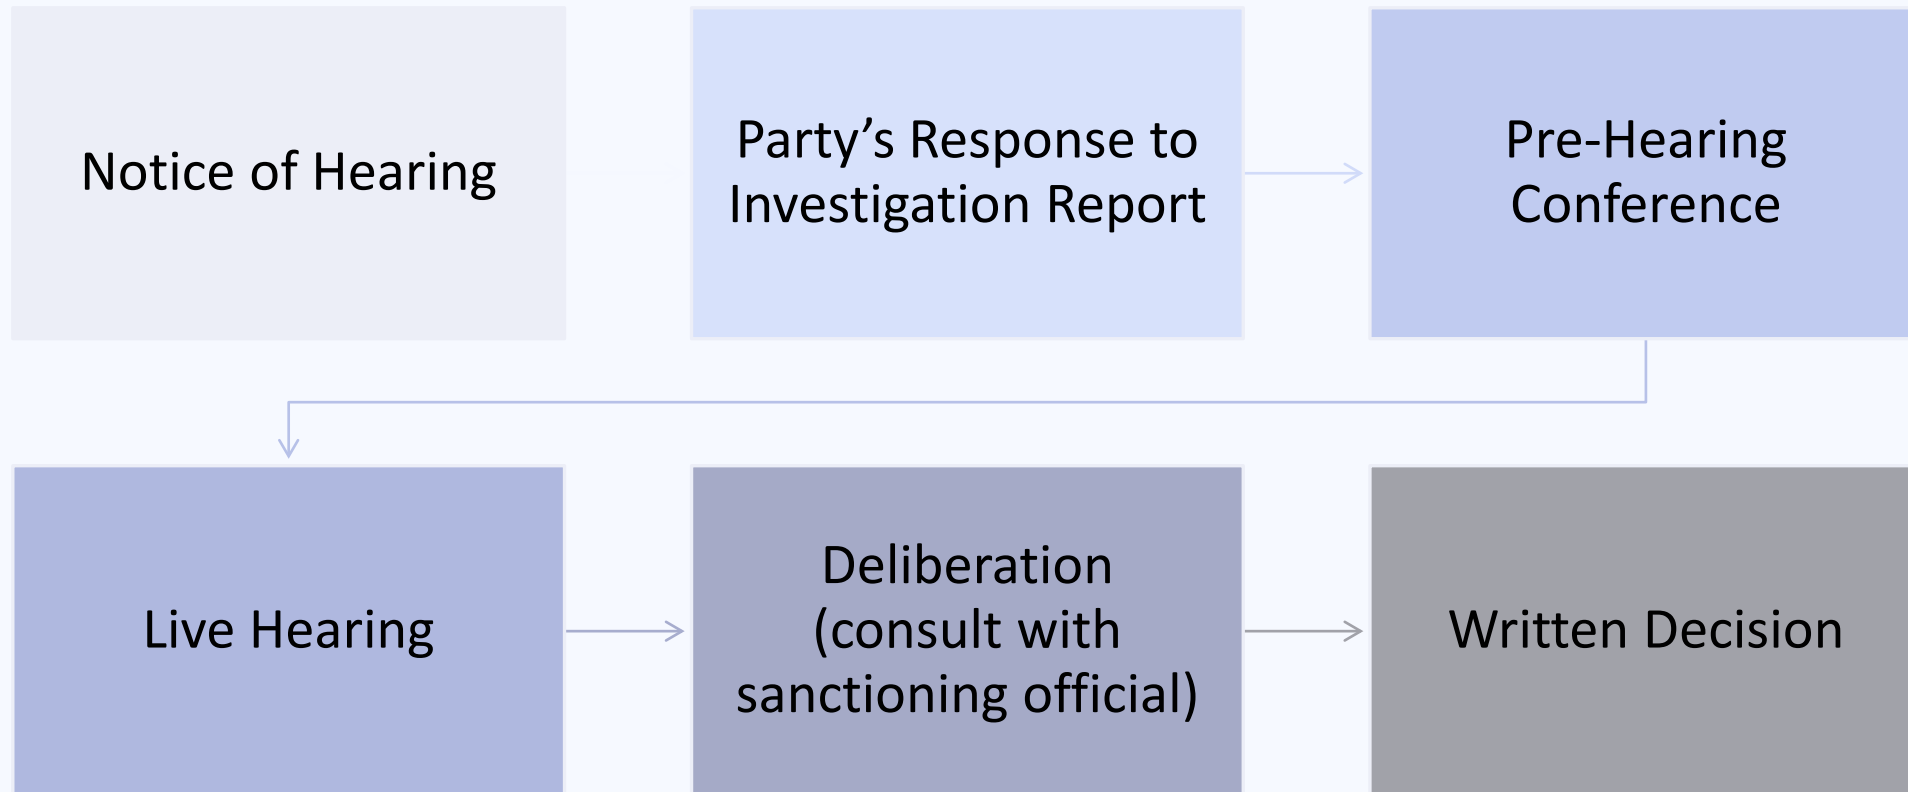 Notice of Hearing
Party’s Response to
Investigation Report
Pre-Hearing
Conference
Live Hearing
Deliberation
(consult with
sanctioning official)
Written Decision